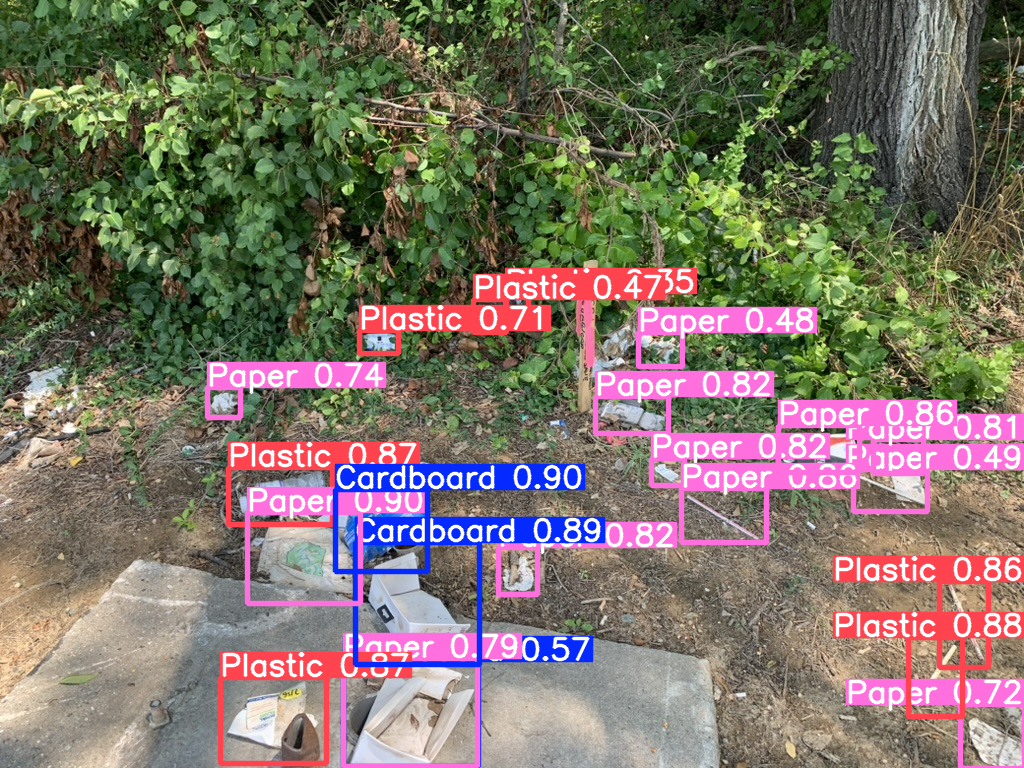 Plastic 0.47
35
Plastic 0.71
Paper 0.48
Paper 0.74
Paper 0.82
Paper 0.86
Paper 0.81
Paper 0.82
Paper 0.49
Plastic 0.87
Cardboard 0.90
Paper 0.86
Paper 0.90
Cardboard 0.89
0.82
Plastic 0.86
Plastic 0.88
Paper 0.79
0.57
Plastic 0.87
Paper 0.72